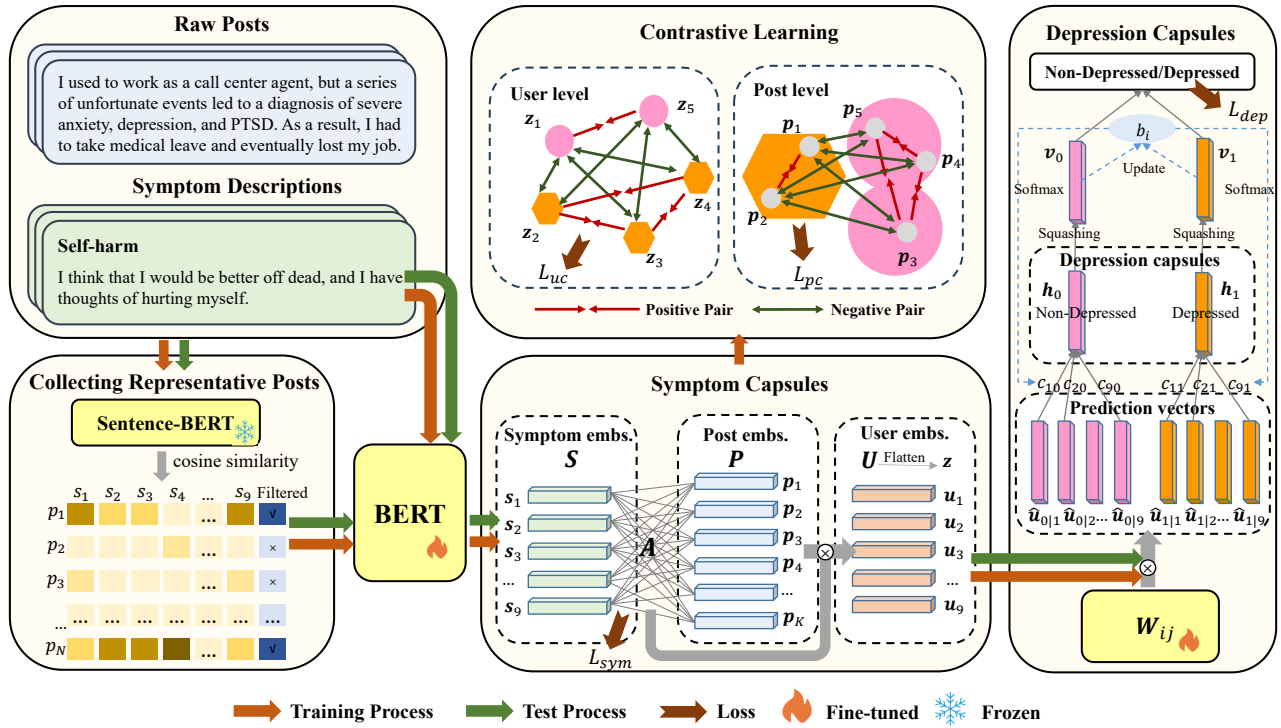 Raw Posts
I used to work as a call center agent, but a series
of unfortunate events led to a diagnosis of severe
anxiety, depression, and PTSD. As a result, I had
to take medical leave and eventually lost my job.
Symptom Descriptions
Self-harm
I think that I would be better off dead, and I have
thoughts of hurting myself.
Collecting Representative Posts
Sentence-BERT
cosine similarity
s₁ s₂ s₃ s₄ ... s₉ Filtered
p₁ ... √
p₂ ... ×
p₃ ... ×
... ... ... ... ... ... ... ...
p_N ... √
BERT
Contrastive Learning
User level
z₁
z₅
z₂
z₄
z₃
L_uc
Post level
p₁
p₅
p₄
p₂
p₃
L_pc
Positive Pair
Negative Pair
Symptom Capsules
Symptom embs.
S
s₁
s₂
s₃
...
s₉
A
L_sym
Post embs.
P
p₁
p₂
p₃
p₄
...
p_K
⊗
User embs.
U Flatten z
u₁
u₂
u₃
...
u₉
Depression Capsules
Non-Depressed/Depressed
L_dep
b_i
v₀
v₁
Softmax
Update
Softmax
Squashing
Squashing
Depression capsules
h₀
h₁
Non-Depressed
Depressed
c₁₀ c₂₀ c₉₀ c₁₁ c₂₁ c₉₁
Prediction vectors
û₀|₁ û₀|₂... û₀|₉ û₁|₁ û₁|₂... û₁|₉
⊗
W_ij
Training Process
Test Process
Loss
Fine-tuned
Frozen